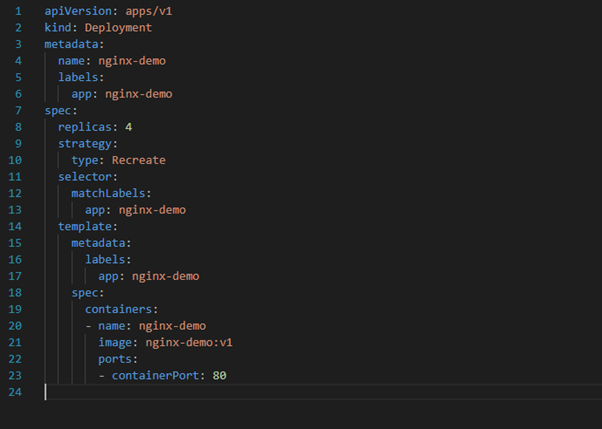 1 apiVersion: apps/v1
2 kind: Deployment
3 metadata:
4   name: nginx-demo
5   labels:
6     app: nginx-demo
7 spec:
8   replicas: 4
9   strategy:
10     type: Recreate
11   selector:
12     matchLabels:
13       app: nginx-demo
14   template:
15     metadata:
16       labels:
17         app: nginx-demo
18     spec:
19       containers:
20       - name: nginx-demo
21         image: nginx-demo:v1
22         ports:
23         - containerPort: 80
24